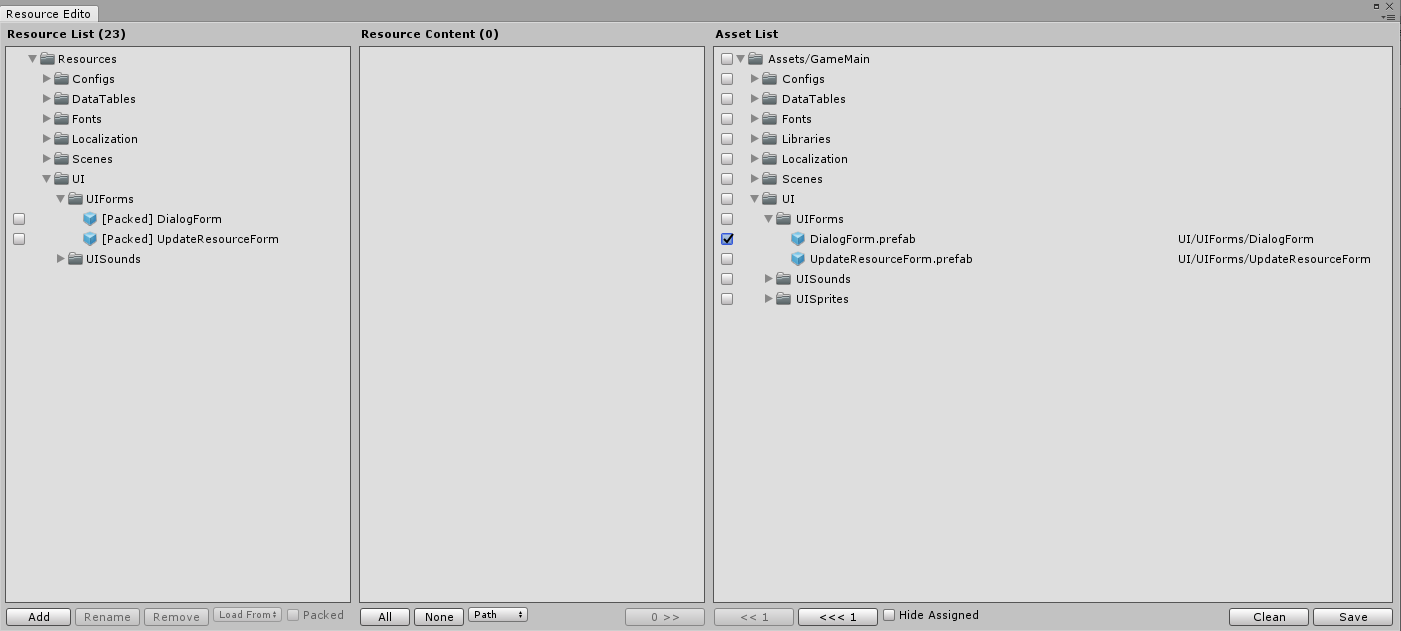 Resource Edito
Resource List (23)
Resources
Configs
DataTables
Fonts
Localization
Scenes
UI
UIForms
[Packed] DialogForm
[Packed] UpdateResourceForm
UISounds
Add
Rename
Remove
Load From
Packed
Resource Content (0)
All
None
Path
0 >>
Asset List
Assets/GameMain
Configs
DataTables
Fonts
Libraries
Localization
Scenes
UI
UIForms
DialogForm.prefab UI/UIForms/DialogForm
UpdateResourceForm.prefab UI/UIForms/UpdateResourceForm
UISounds
UISprites
<< 1
<<< 1
Hide Assigned
Clean
Save